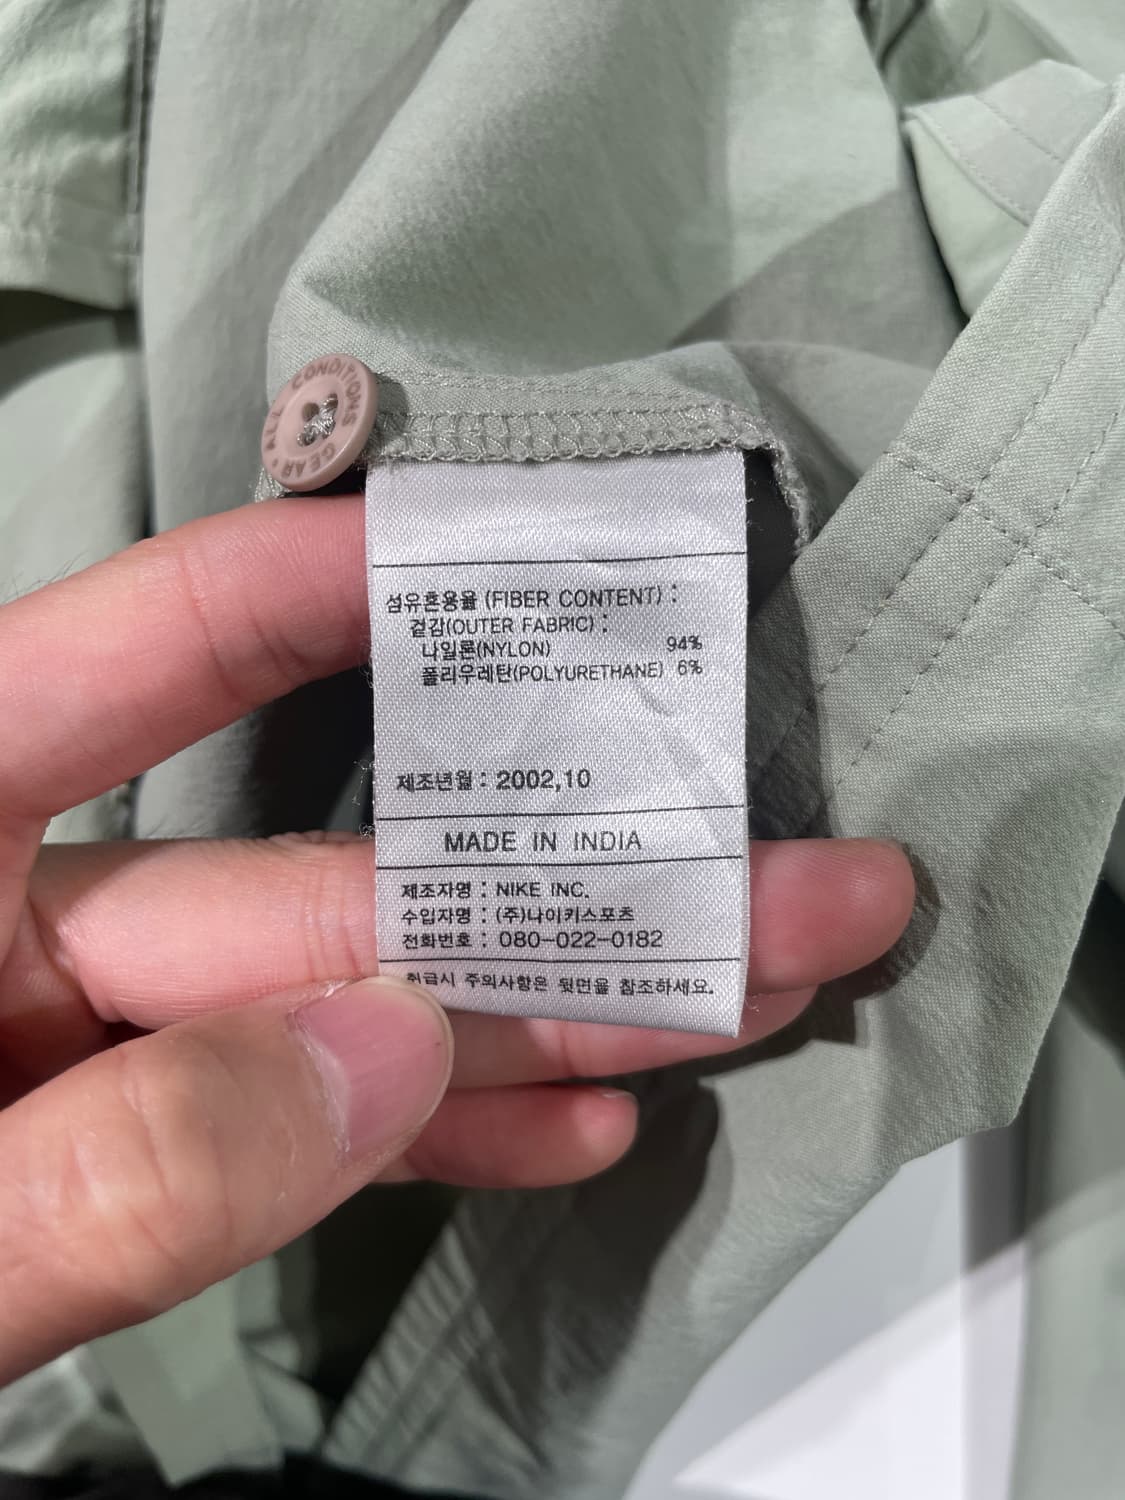 ALL CONDITIONS GEAR
섬유혼용율 (FIBER CONTENT) :
겉감(OUTER FABRIC) :
나일론(NYLON) 94%
폴리우레탄(POLYURETHANE) 6%
제조년월 : 2002,10
MADE IN INDIA
제조자명 : NIKE INC.
수입자명 : (주)나이키스포츠
전화번호 : 080-022-0182
취급시 주의사항은 뒷면을 참조하세요.